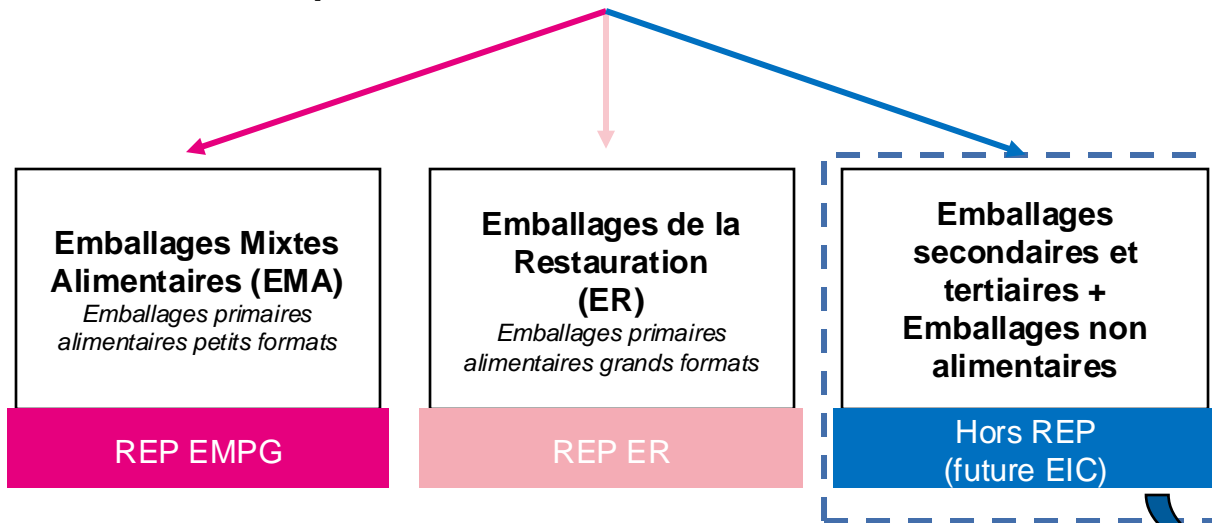 Emballages Mixtes
Alimentaires (EMA)
Emballages primaires
alimentaires petits formats
REP EMPG
Emballages de la
Restauration
(ER)
Emballages primaires
alimentaires grands formats
REP ER
Emballages
secondaires et
tertiaires +
Emballages non
alimentaires
Hors REP
(future EIC)